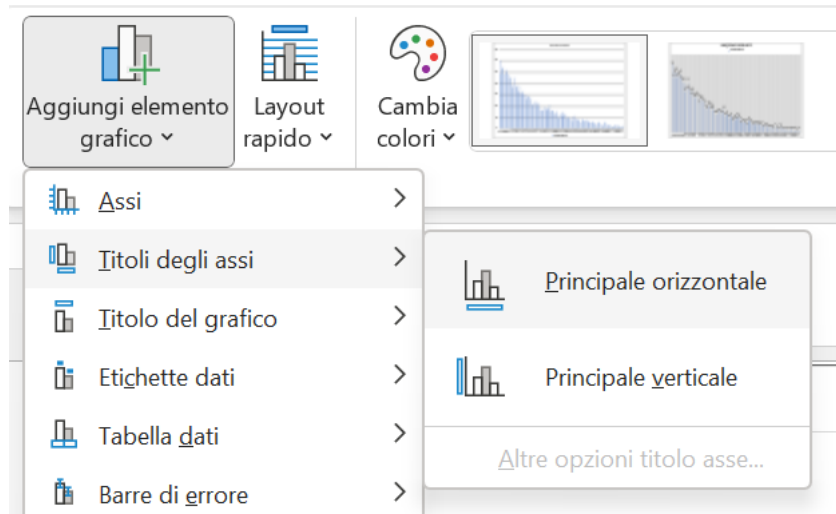 Aggiungi elemento
grafico
Layout
rapido
Cambia
colori
Assi
Titoli degli assi
Titolo del grafico
Etichette dati
Tabella dati
Barre di errore
Principale orizzontale
Principale verticale
Altre opzioni titolo asse...